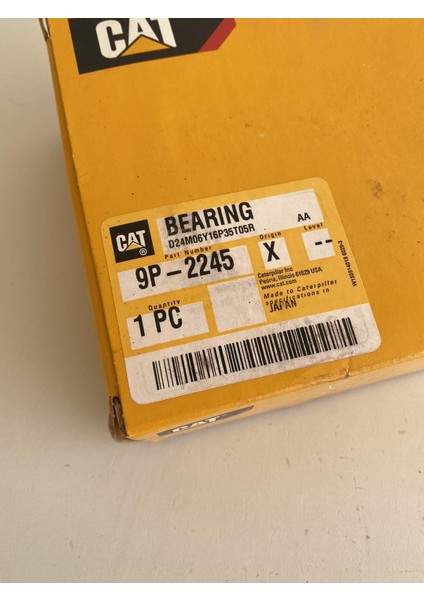 CAT
CAT ®
BEARING
D24M06Y16P35T05R
AA
Part Number
Origin
Level
9P-2245
X
--
Caterpillar Inc
Peoria, Illinois 61629 USA
www.cat.com
Quantity
Made to Caterpillar
specifications in
1 PC
JAPAN
CAT